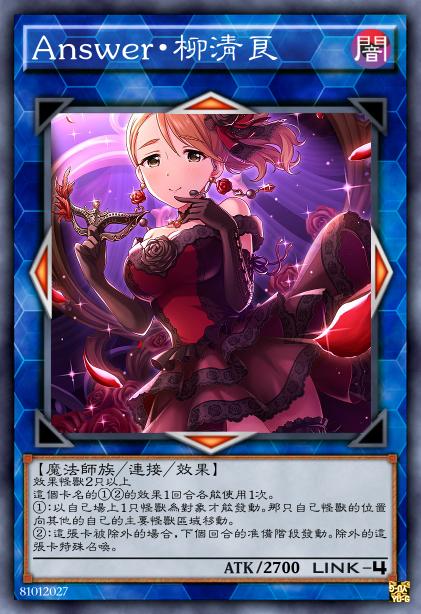 Answer・柳清良
闇
【魔法師族/連接/效果】
效果怪獸2只以上
這個卡名的①②的效果1回合各能使用1次。
①:以自己場上1只怪獸為對象才能發動。那只自己怪獸的位置
向其他的自己的主要怪獸區域移動。
②:這張卡被除外的場合,下個回合的准備階段發動。除外的這
張卡特殊召喚。
ATK/2700 LINK-4
81012027